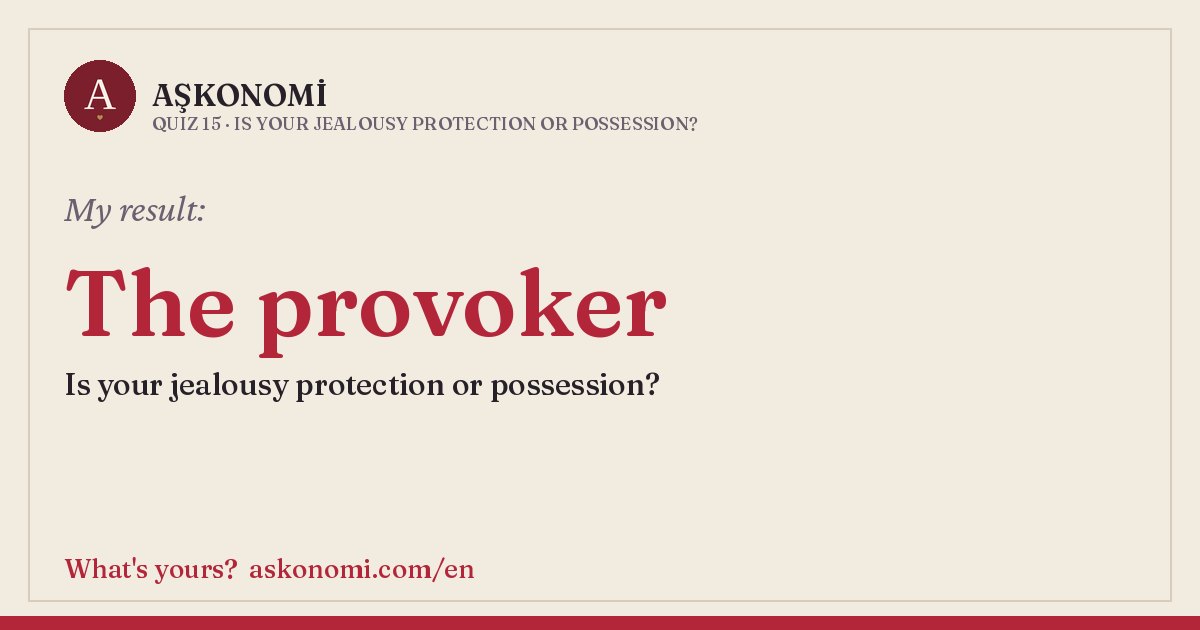 A
AŞKONOMİ
QUIZ 15 · IS YOUR JEALOUSY PROTECTION OR POSSESSION?
My result:
The provoker
Is your jealousy protection or possession?
What's yours? askonomi.com/en